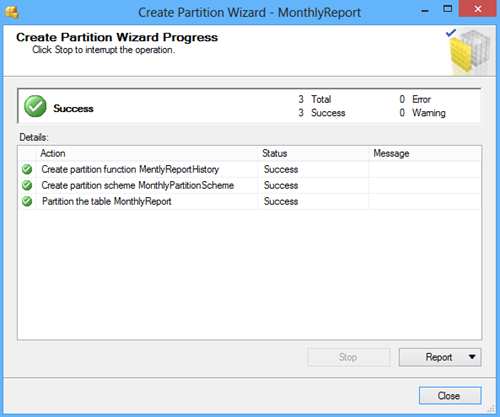 Create Partition Wizard - MonthlyReport
Create Partition Wizard Progress
Click Stop to interrupt the operation.
Success
3 Total 0 Error
3 Success 0 Warning
Details:
Action Status Message
Create partition function MentlyReportHistory Success
Create partition scheme MonthlyPartitionScheme Success
Partition the table MonthlyReport Success
Stop Report
Close